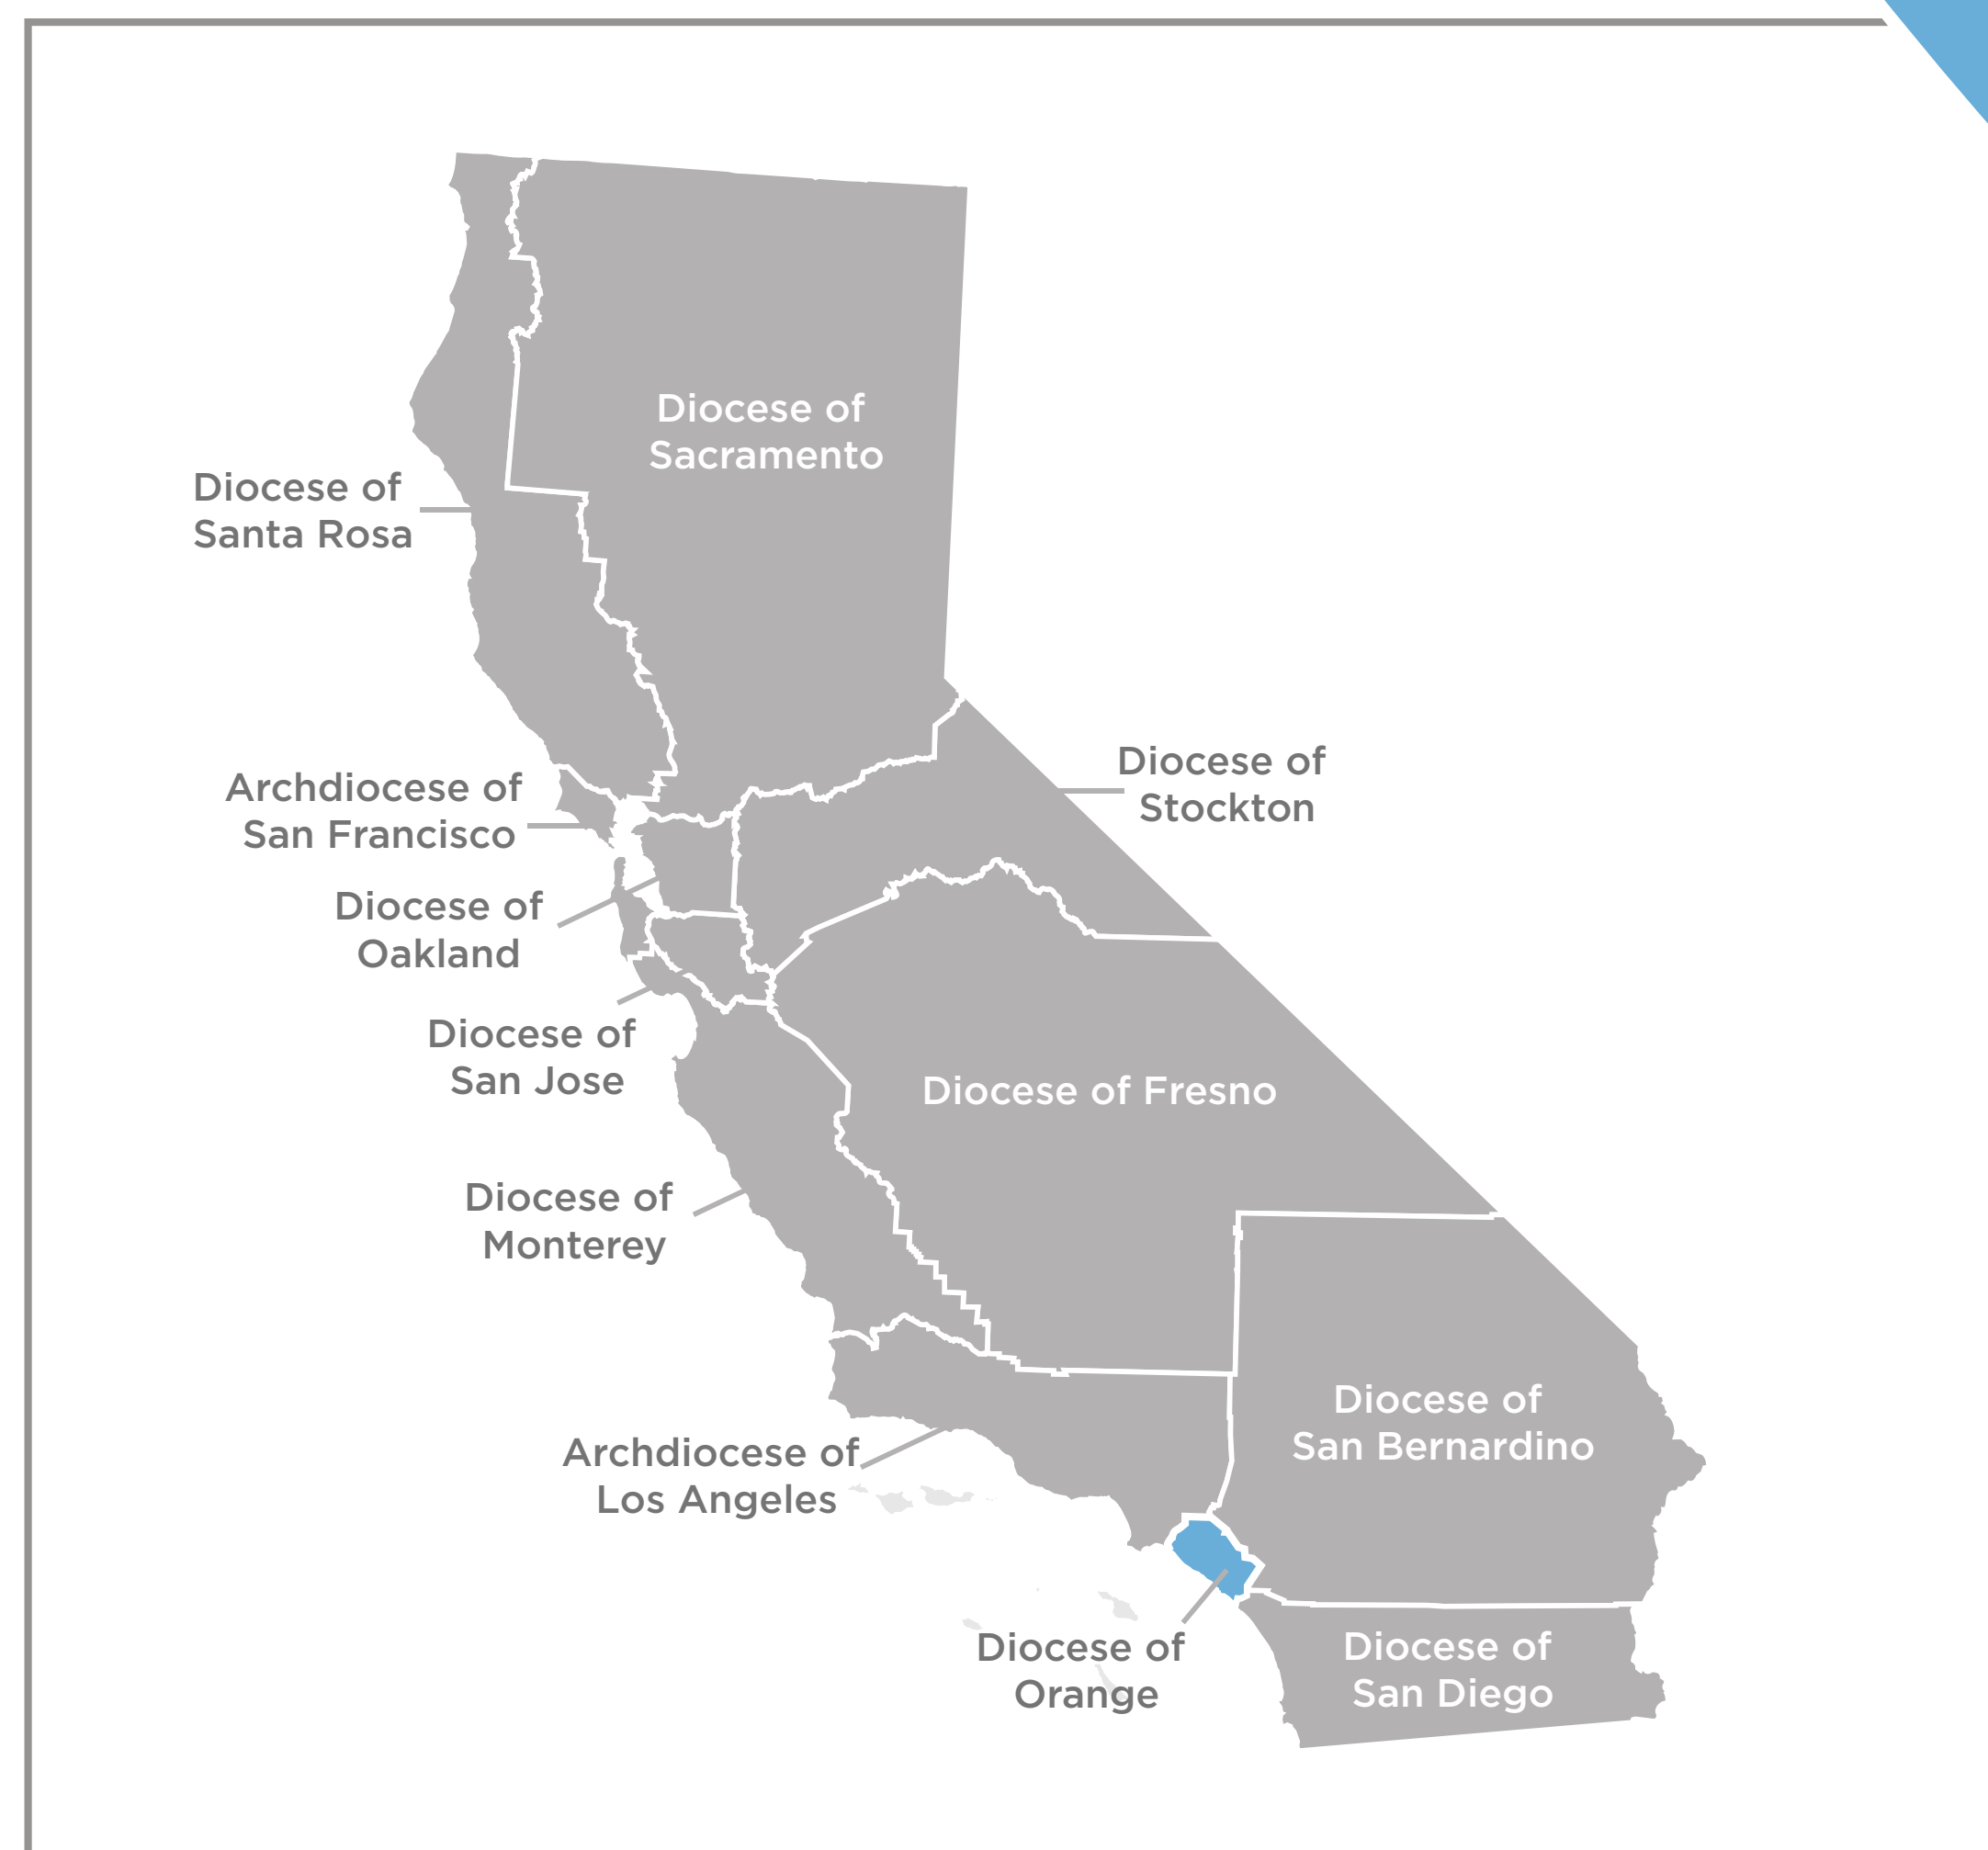 Diocese of
Sacramento
Diocese of
Santa Rosa
Diocese of
Stockton
Archdiocese of
San Francisco
Diocese of
Oakland
Diocese of
San Jose
Diocese of Fresno
Diocese of
Monterey
Diocese of
San Bernardino
Archdiocese of
Los Angeles
Diocese of
Orange
Diocese of
San Diego